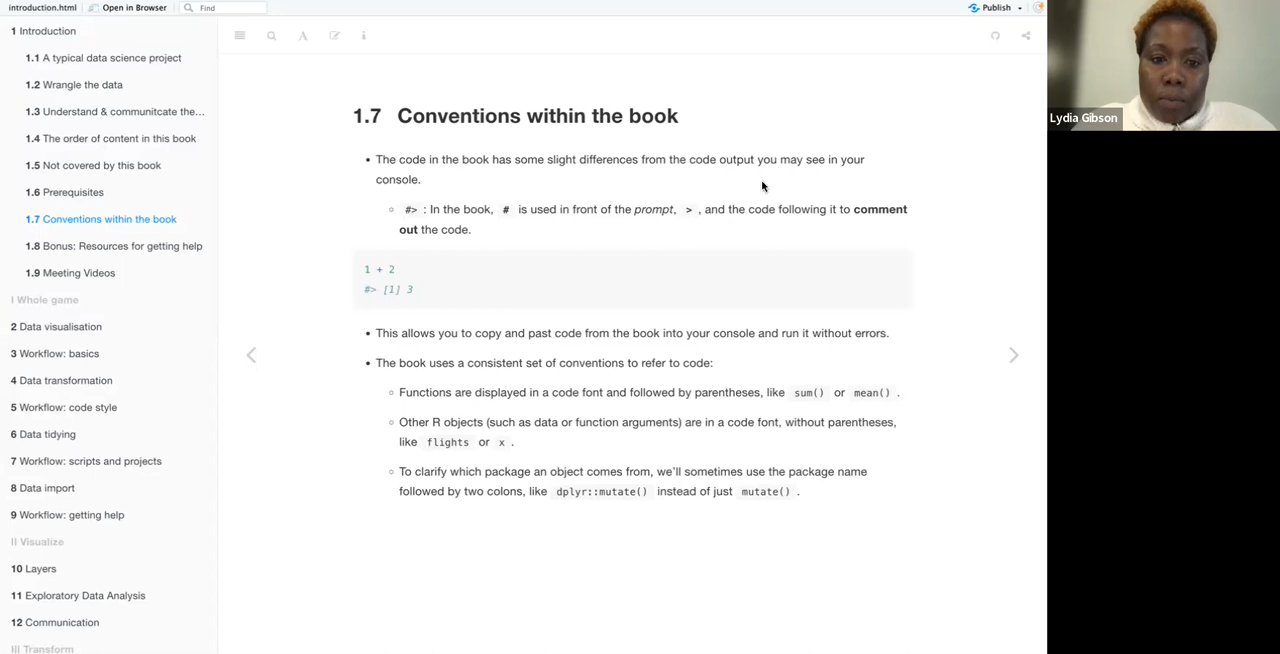 introduction.html Open in Browser Find Publish
1 Introduction
1.1 A typical data science project
1.2 Wrangle the data
1.3 Understand & communitcate the...
1.4 The order of content in this book
1.5 Not covered by this book
1.6 Prerequisites
1.7 Conventions within the book
1.8 Bonus: Resources for getting help
1.9 Meeting Videos
I Whole game
2 Data visualisation
3 Workflow: basics
4 Data transformation
5 Workflow: code style
6 Data tidying
7 Workflow: scripts and projects
8 Data import
9 Workflow: getting help
II Visualize
10 Layers
11 Exploratory Data Analysis
12 Communication
III Transform
A
1.7 Conventions within the book
• The code in the book has some slight differences from the code output you may see in your
console.
◦ #> : In the book, # is used in front of the prompt, > , and the code following it to comment
out the code.
1 + 2
#> [1] 3
• This allows you to copy and past code from the book into your console and run it without errors.
• The book uses a consistent set of conventions to refer to code:
◦ Functions are displayed in a code font and followed by parentheses, like sum() or mean() .
◦ Other R objects (such as data or function arguments) are in a code font, without parentheses,
like flights or x .
◦ To clarify which package an object comes from, we'll sometimes use the package name
followed by two colons, like dplyr::mutate() instead of just mutate() .
Lydia Gibson